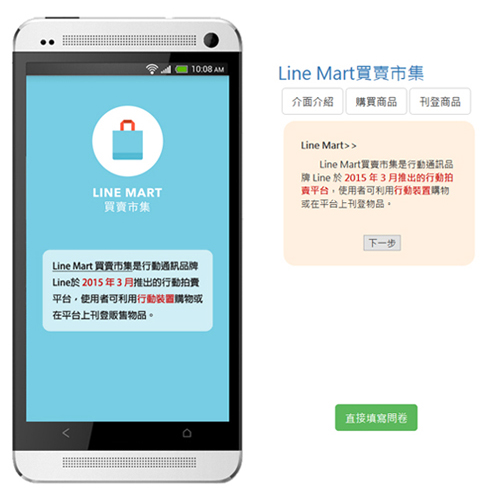 10:08 AM
LINE MART
買賣市集
Line Mart 買賣市集是行動通訊品牌
Line於 2015 年 3 月推出的行動拍賣
平台，使用者可利用行動裝置購物或
在平台上刊登販售物品。
Line Mart買賣市集
介面介紹 購買商品 刊登商品
Line Mart>>
Line Mart買賣市集是行動通訊品
牌 Line 於 2015 年 3 月推出的行動拍
賣平台，使用者可利用行動裝置購物
或在平台上刊登物品。
下一步
直接填寫問卷